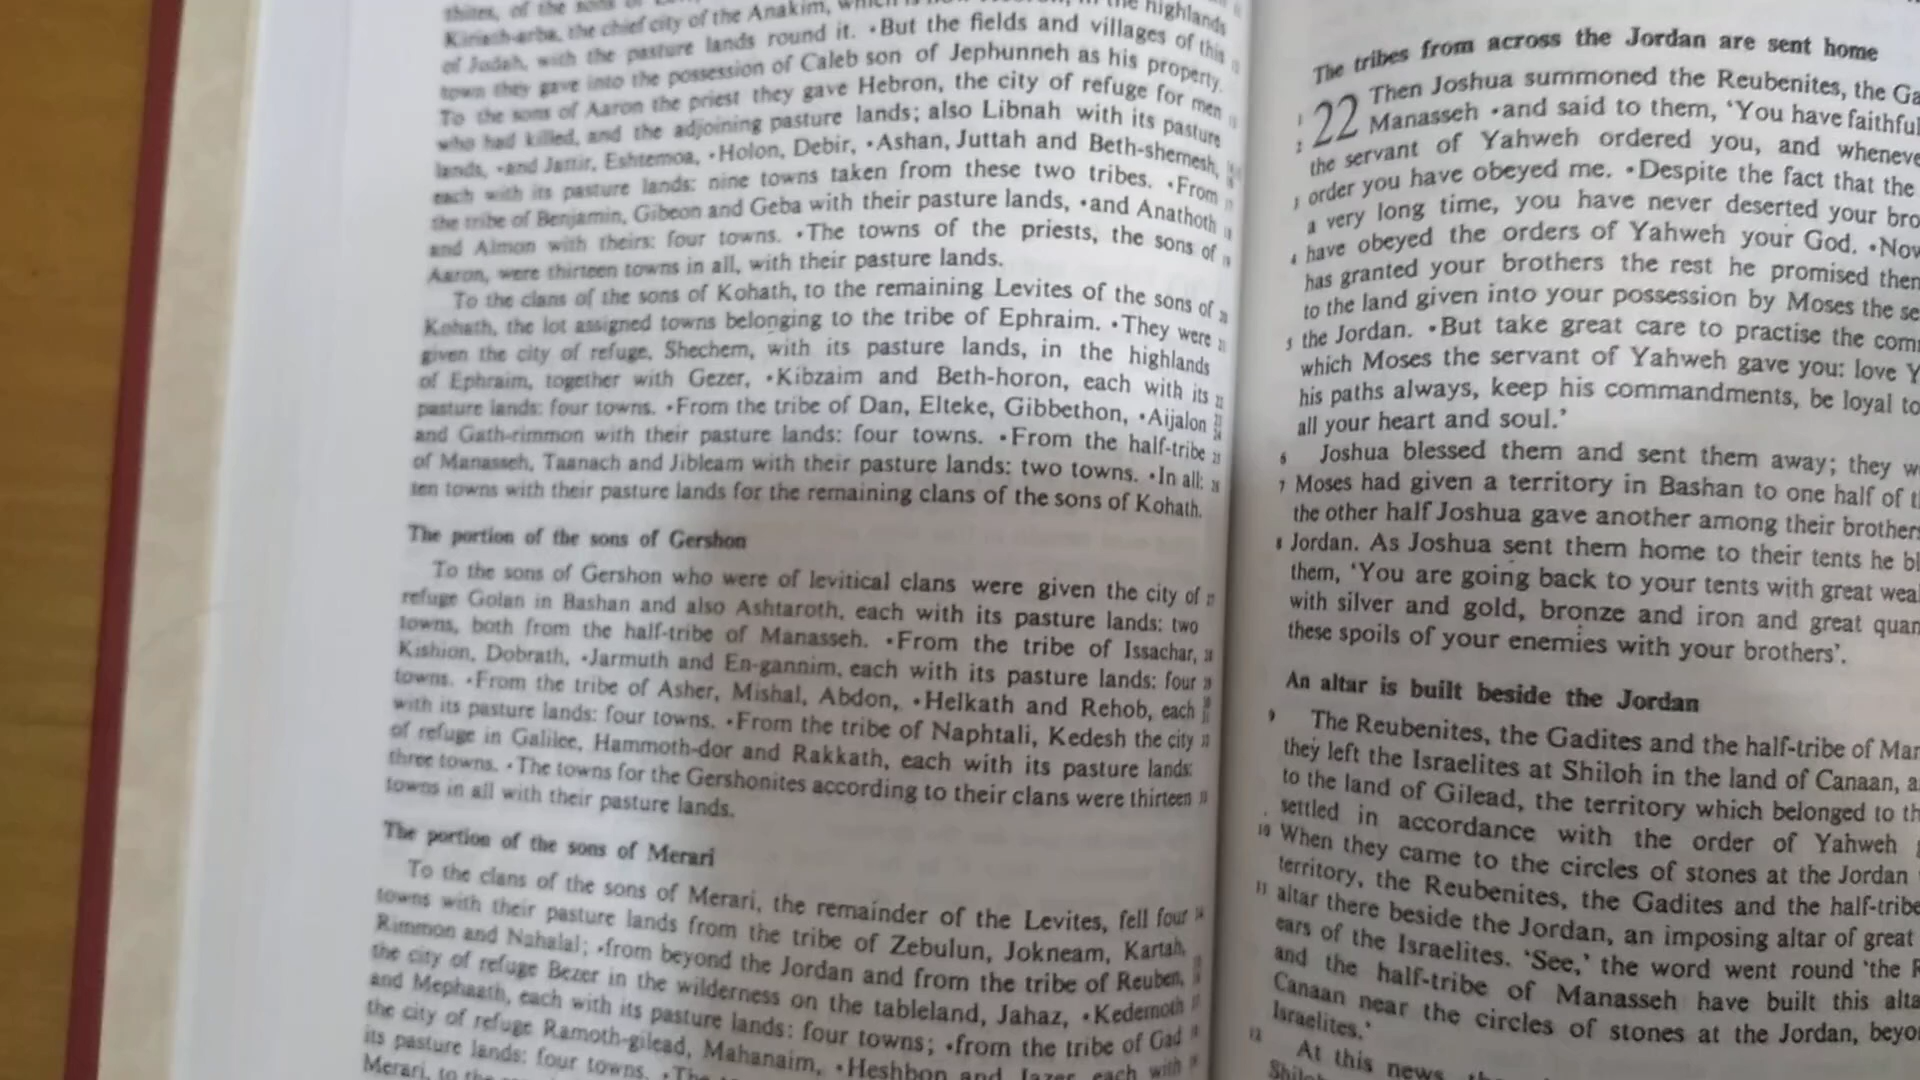 Kiriath-arba, the chief city of the Anakim, which is now Hebron, in the highlands
of Judah, with the pasture lands round it. •But the fields and villages of this
town they gave into the possession of Caleb son of Jephunneh as his property.
To the sons of Aaron the priest they gave Hebron, the city of refuge for men
who had killed, and the adjoining pasture lands; also Libnah with its pasture
lands, •and Jattir, Eshtemoa, •Holon, Debir, •Ashan, Juttah and Beth-shemesh,
each with its pasture lands: nine towns taken from these two tribes. •From
the tribe of Benjamin, Gibeon and Geba with their pasture lands, •and Anathoth
and Almon with theirs: four towns. •The towns of the priests, the sons of
Aaron, were thirteen towns in all, with their pasture lands.
To the clans of the sons of Kohath, to the remaining Levites of the sons of
Kohath, the lot assigned towns belonging to the tribe of Ephraim. •They were
given the city of refuge, Shechem, with its pasture lands, in the highlands
of Ephraim, together with Gezer, •Kibzaim and Beth-horon, each with its 22
pasture lands: four towns. •From the tribe of Dan, Elteke, Gibbethon, •Aijalon
and Gath-rimmon with their pasture lands: four towns. •From the half-tribe
of Manasseh, Taanach and Jibleam with their pasture lands: two towns. •In all:
ten towns with their pasture lands for the remaining clans of the sons of Kohath.
The portion of the sons of Gershon
To the sons of Gershon who were of levitical clans were given the city of
refuge Golan in Bashan and also Ashtaroth, each with its pasture lands: two
towns, both from the half-tribe of Manasseh. •From the tribe of Issachar,
Kishion, Dobrath, •Jarmuth and En-gannim, each with its pasture lands: four
towns. •From the tribe of Asher, Mishal, Abdon, •Helkath and Rehob, each
with its pasture lands: four towns. •From the tribe of Naphtali, Kedesh the city
of refuge in Galilee, Hammoth-dor and Rakkath, each with its pasture lands:
three towns. •The towns for the Gershonites according to their clans were thirteen
towns in all with their pasture lands.
The portion of the sons of Merari
To the clans of the sons of Merari, the remainder of the Levites, fell four
towns with their pasture lands from the tribe of Zebulun, Jokneam, Kartah,
Rimmon and Nahalal; •from beyond the Jordan and from the tribe of Reuben,
the city of refuge Bezer in the wilderness on the tableland, Jahaz, •Kedemoth
and Mephaath, each with its pasture lands: four towns; •from the tribe of Gad
the city of refuge Ramoth-gilead, Mahanaim, •Heshbon and Jazer, each with
its pasture lands: four towns. •The
Merari, to the
The tribes from across the Jordan are sent home
1 22 Then Joshua summoned the Reubenites, the Ga
2 Manasseh •and said to them, ‘You have faithful
the servant of Yahweh ordered you, and wheneve
3 order you have obeyed me. •Despite the fact that the
a very long time, you have never deserted your bro
4 have obeyed the orders of Yahweh your God. •Now
has granted your brothers the rest he promised them
to the land given into your possession by Moses the se
5 the Jordan. •But take great care to practise the com
which Moses the servant of Yahweh gave you: love Y
his paths always, keep his commandments, be loyal to
all your heart and soul.’
6 Joshua blessed them and sent them away; they w
7 Moses had given a territory in Bashan to one half of t
the other half Joshua gave another among their brothers
8 Jordan. As Joshua sent them home to their tents he bl
them, ‘You are going back to your tents with great weal
with silver and gold, bronze and iron and great quan
these spoils of your enemies with your brothers’.
An altar is built beside the Jordan
9 The Reubenites, the Gadites and the half-tribe of Man
they left the Israelites at Shiloh in the land of Canaan, a
to the land of Gilead, the territory which belonged to th
settled in accordance with the order of Yahweh
10 When they came to the circles of stones at the Jordan
territory, the Reubenites, the Gadites and the half-tribe
11 altar there beside the Jordan, an imposing altar of great
ears of the Israelites. ‘See,’ the word went round ‘the R
and the half-tribe of Manasseh have built this alta
Canaan near the circles of stones at the Jordan, beyo
Israelites.’
12 At this news